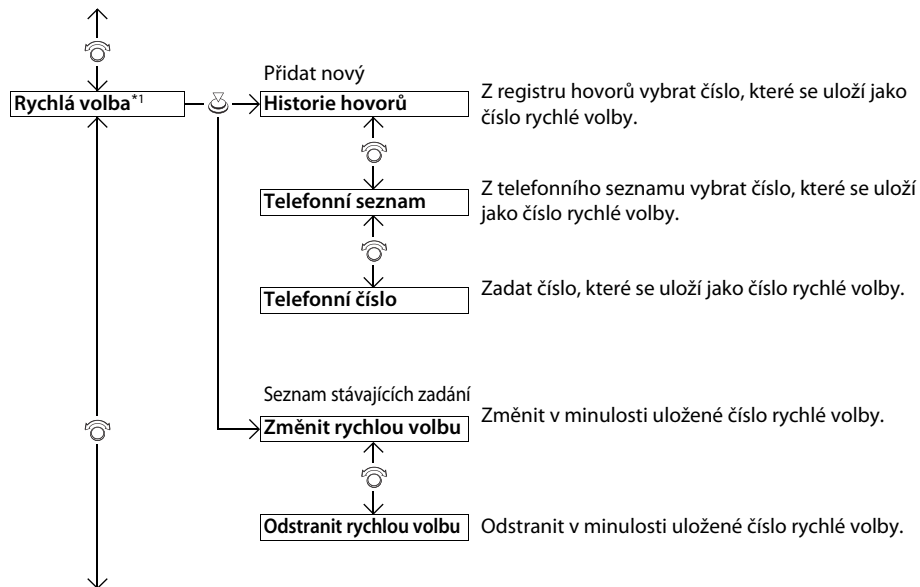 Přidat nový
Rychlá volba*1
Historie hovorů
Z registru hovorů vybrat číslo, které se uloží jako
číslo rychlé volby.
Telefonní seznam
Z telefonního seznamu vybrat číslo, které se uloží
jako číslo rychlé volby.
Telefonní číslo
Zadat číslo, které se uloží jako číslo rychlé volby.
Seznam stávajících zadání
Změnit rychlou volbu
Změnit v minulosti uložené číslo rychlé volby.
Odstranit rychlou volbu
Odstranit v minulosti uložené číslo rychlé volby.